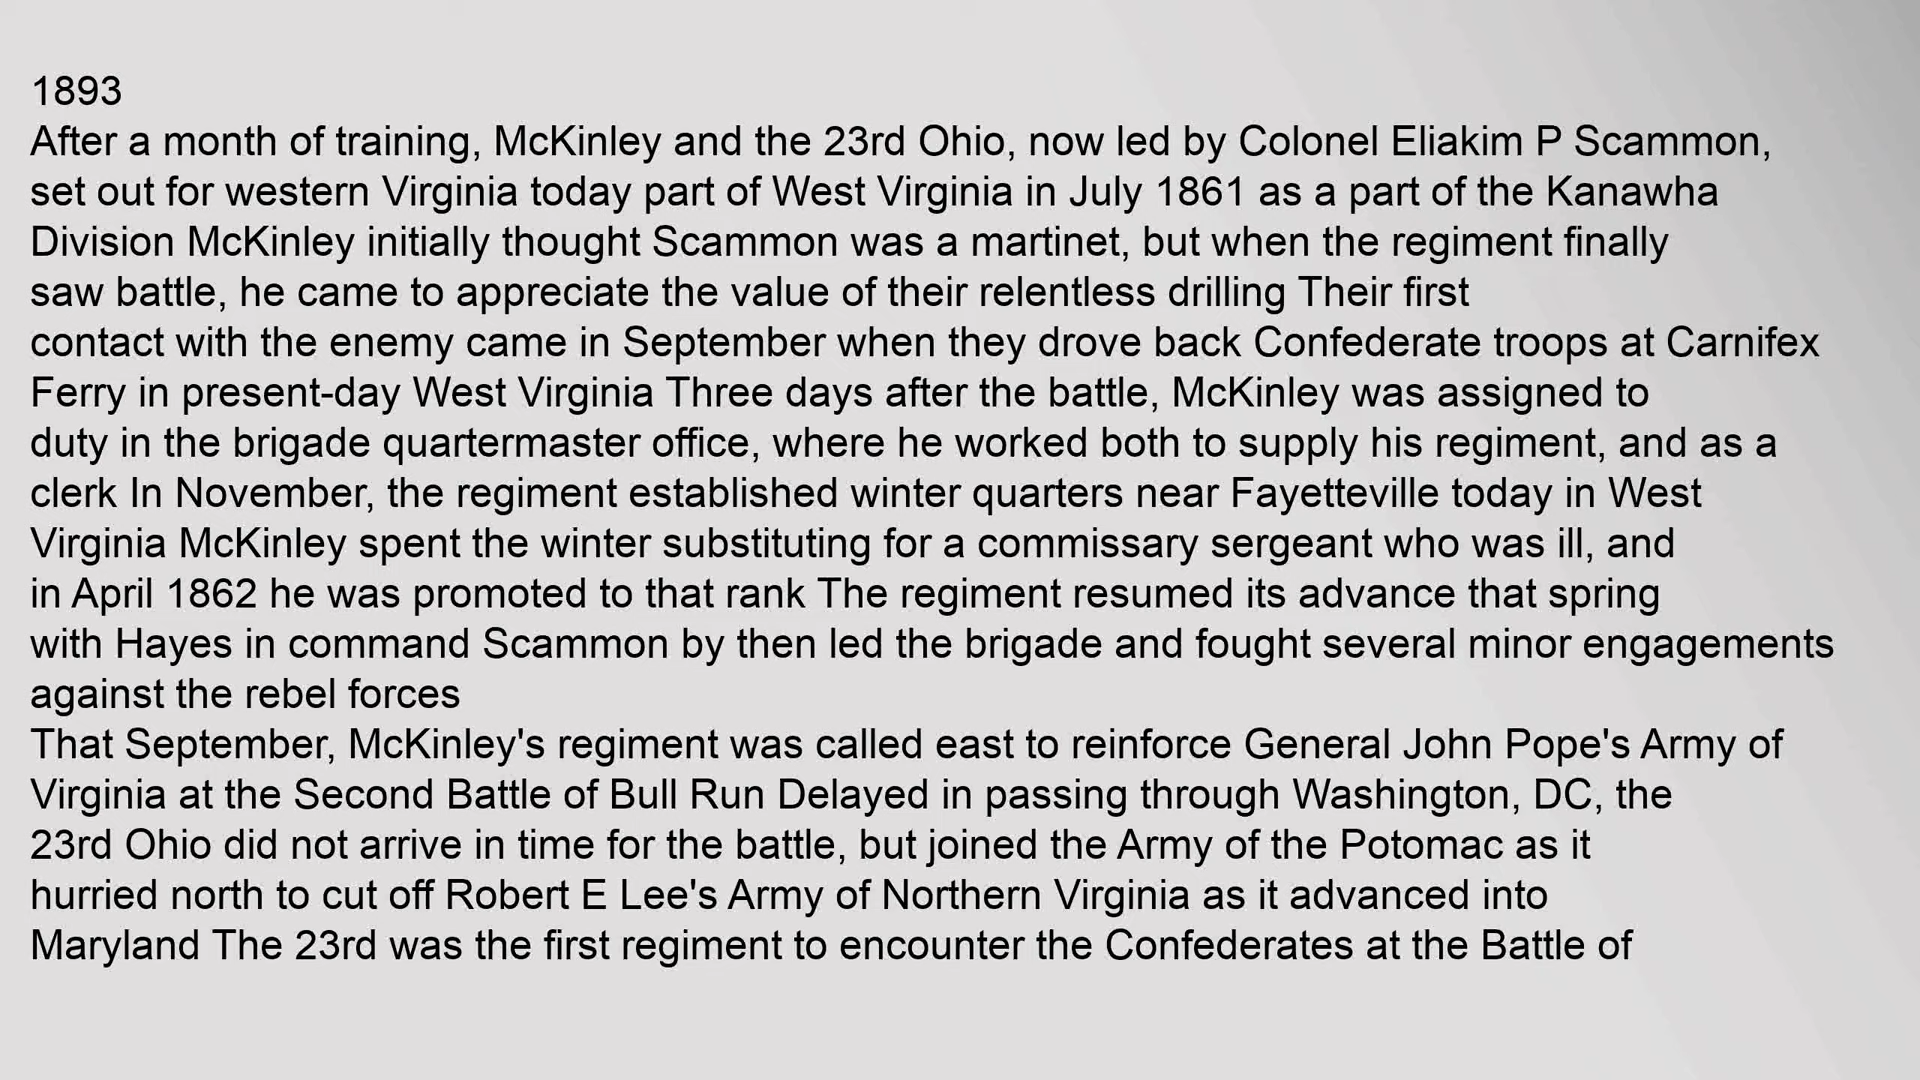 1893
After a month of training, McKinley and the 23rd Ohio, now led by Colonel Eliakim P Scammon,
set out for western Virginia today part of West Virginia in July 1861 as a part of the Kanawha
Division McKinley initially thought Scammon was a martinet, but when the regiment finally
saw battle, he came to appreciate the value of their relentless drilling Their first
contact with the enemy came in September when they drove back Confederate troops at Carnifex
Ferry in present-day West Virginia Three days after the battle, McKinley was assigned to
duty in the brigade quartermaster office, where he worked both to supply his regiment, and as a
clerk In November, the regiment established winter quarters near Fayetteville today in West
Virginia McKinley spent the winter substituting for a commissary sergeant who was ill, and
in April 1862 he was promoted to that rank The regiment resumed its advance that spring
with Hayes in command Scammon by then led the brigade and fought several minor engagements
against the rebel forces
That September, McKinley's regiment was called east to reinforce General John Pope's Army of
Virginia at the Second Battle of Bull Run Delayed in passing through Washington, DC, the
23rd Ohio did not arrive in time for the battle, but joined the Army of the Potomac as it
hurried north to cut off Robert E Lee's Army of Northern Virginia as it advanced into
Maryland The 23rd was the first regiment to encounter the Confederates at the Battle of